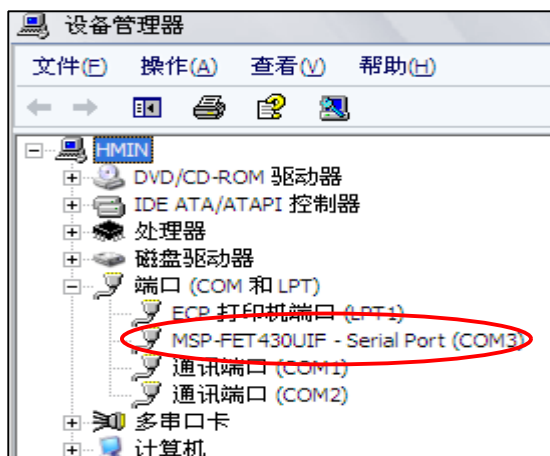 设备管理器
文件(F) 操作(A) 查看(V) 帮助(H)
HMIN
DVD/CD-ROM 驱动器
IDE ATA/ATAPI 控制器
处理器
磁盘驱动器
端口 (COM 和 LPT)
ECP 打印机端口 (LPT1)
MSP-FET430UIF - Serial Port (COM3)
通讯端口 (COM1)
通讯端口 (COM2)
多串口卡
计算机